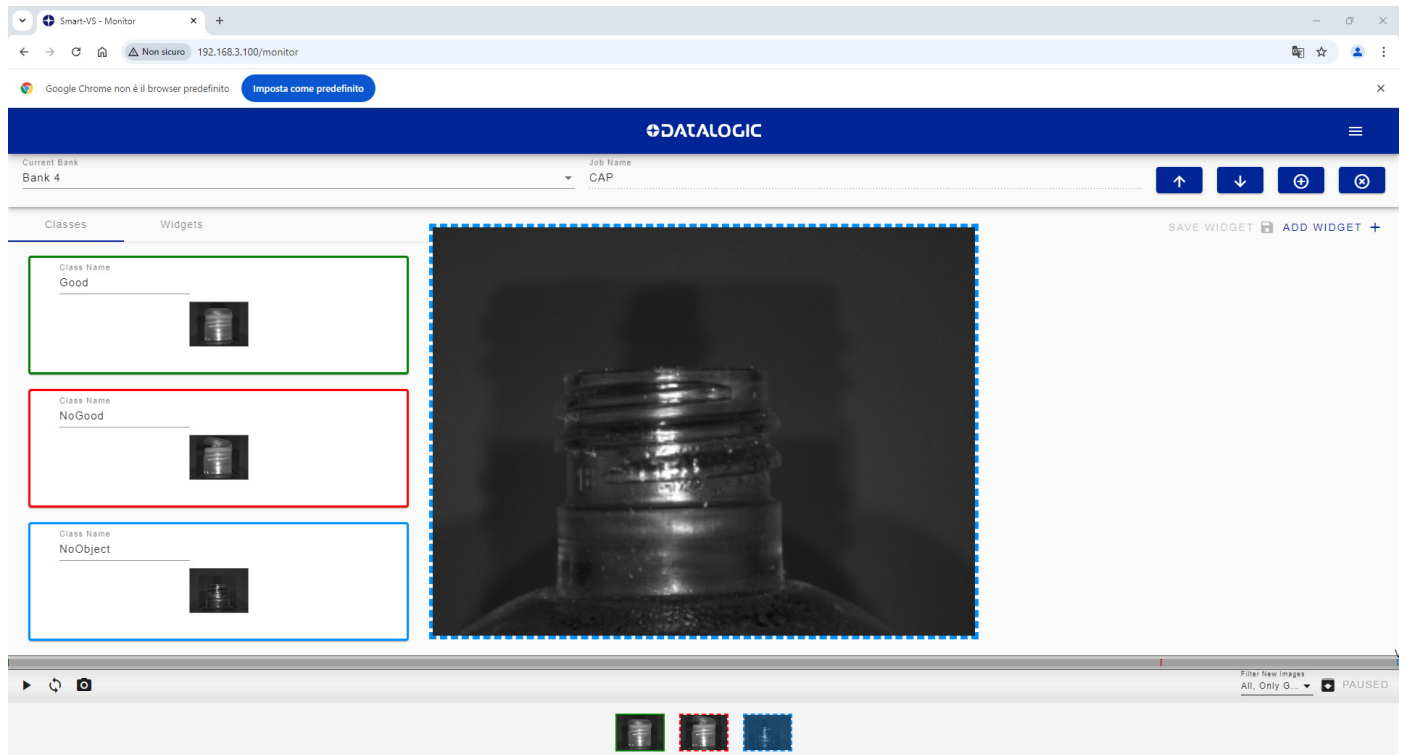 Smart-VS - Monitor
Non sicuro 192.168.3.100/monitor
Google Chrome non è il browser predefinito Imposta come predefinito
DATALOGIC
Current Bank Job Name
Bank 4 CAP
Classes Widgets SAVE WIDGET ADD WIDGET +
Class Name
Good
Class Name
NoGood
Class Name
NoObject
Filter New Images
All, Only G... PAUSED